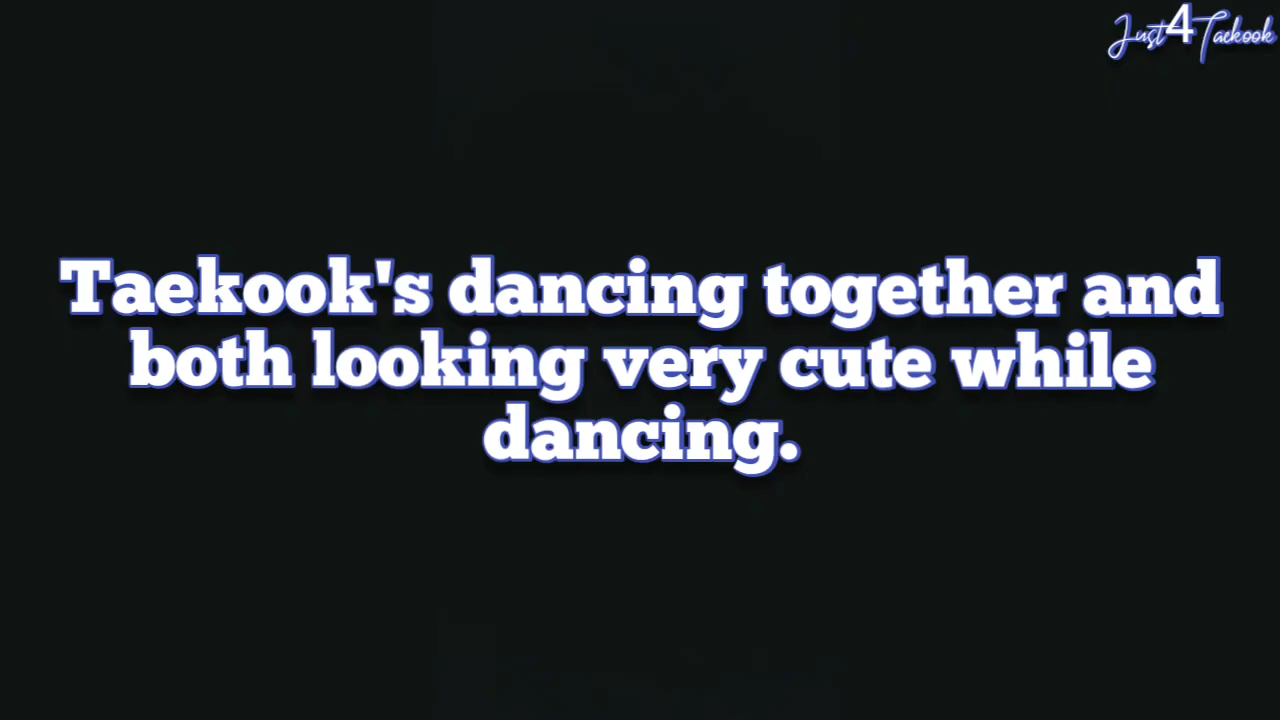 Just4Taekook
Taekook's dancing together and
both looking very cute while
dancing.